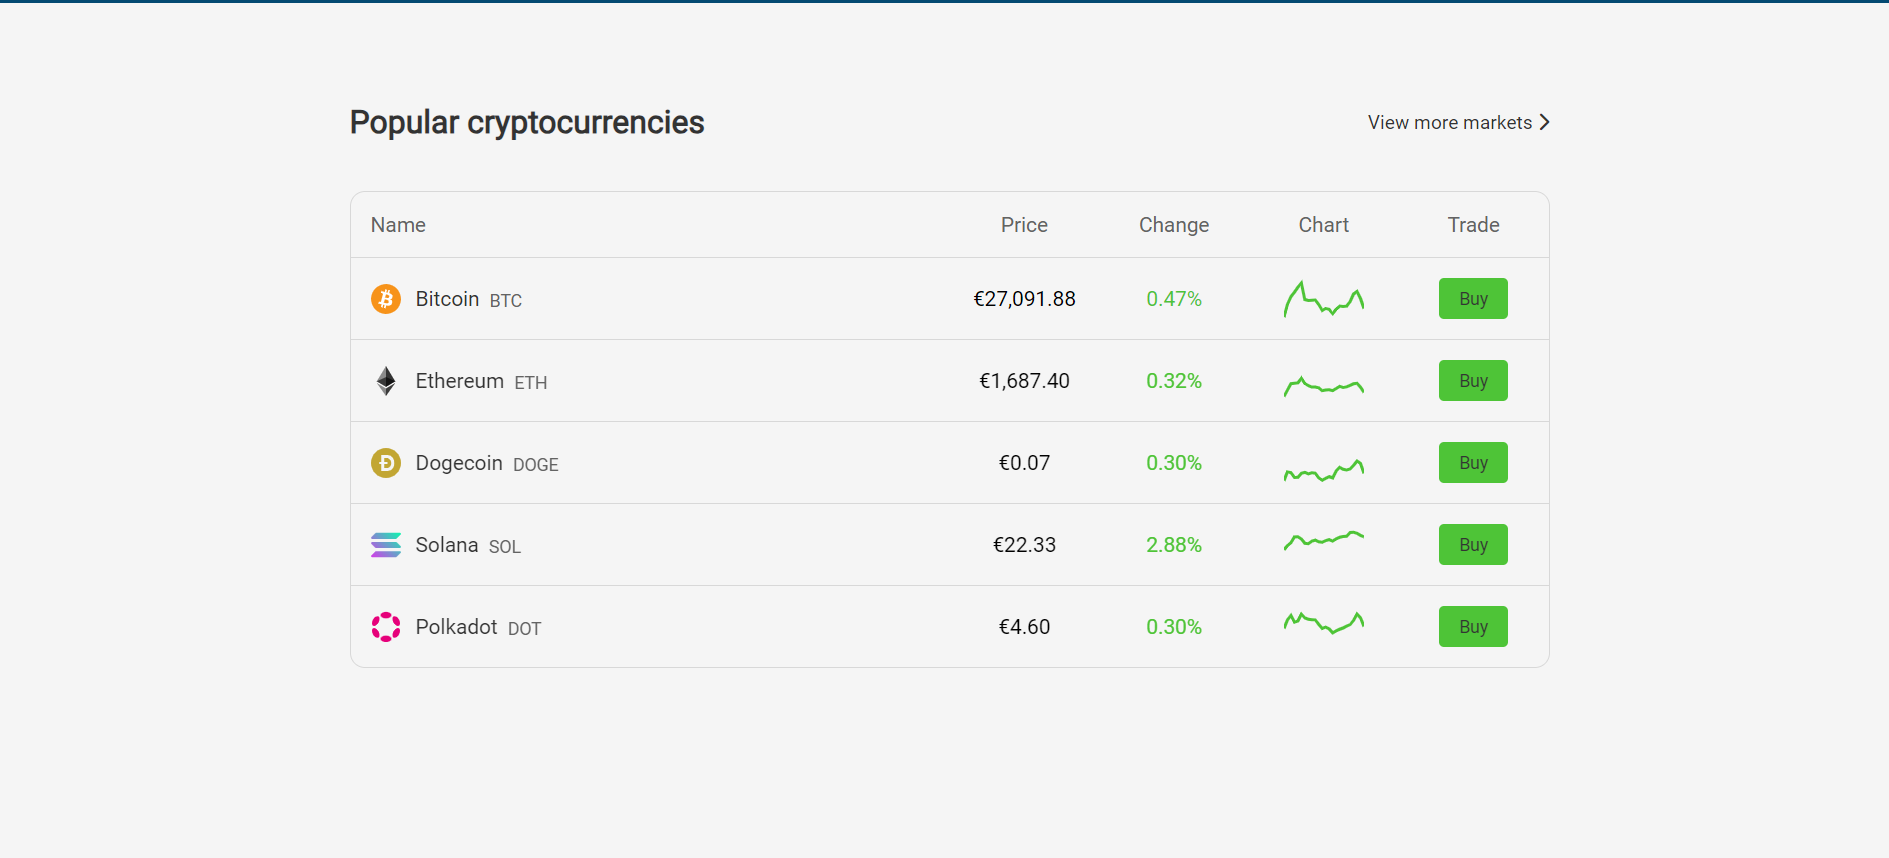 Popular cryptocurrencies
View more markets
Name Price Change Chart Trade
Bitcoin BTC €27,091.88 0.47% Buy
Ethereum ETH €1,687.40 0.32% Buy
Dogecoin DOGE €0.07 0.30% Buy
Solana SOL €22.33 2.88% Buy
Polkadot DOT €4.60 0.30% Buy